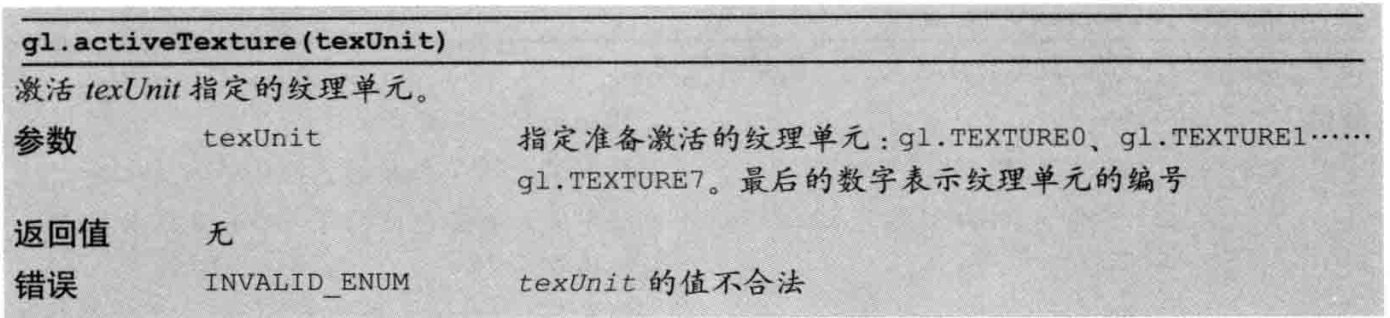 gl.activeTexture(texUnit)
激活 texUnit 指定的纹理单元。
参数 texUnit 指定准备激活的纹理单元：gl.TEXTURE0、gl.TEXTURE1……
gl.TEXTURE7。最后的数字表示纹理单元的编号
返回值 无
错误 INVALID_ENUM texUnit 的值不合法